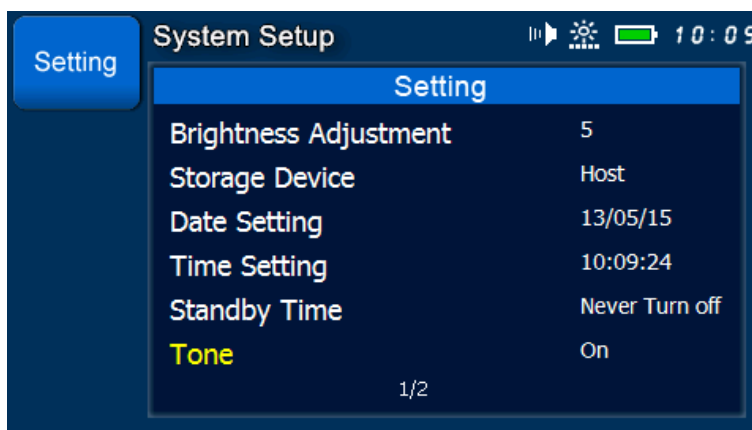 Setting
System Setup
10:09
Setting
Brightness Adjustment 5
Storage Device Host
Date Setting 13/05/15
Time Setting 10:09:24
Standby Time Never Turn off
Tone On
1/2